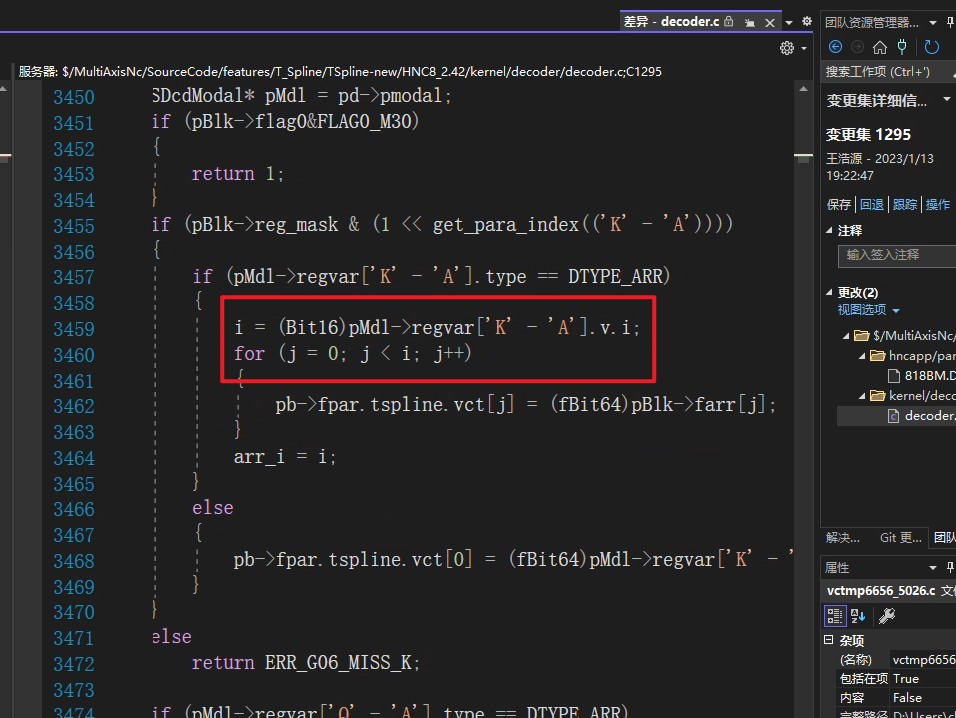 差异 - decoder.c
团队资源管理器...
服务器: $/MultiAxisNc/SourceCode/features/T_Spline/TSpline-new/HNC8_2.42/kernel/decoder/decoder.c;C1295
3450 SDcdModal* pMdl = pd->pmodal;
3451 if (pBlk->flag0&FLAG0_M30)
3452 {
3453 return 1;
3454 }
3455 if (pBlk->reg_mask & (1 << get_para_index(('K' - 'A'))))
3456 {
3457 if (pMdl->regvar['K' - 'A'].type == DTYPE_ARR)
3458 {
3459 i = (Bit16)pMdl->regvar['K' - 'A'].v.i;
3460 for (j = 0; j < i; j++)
3461 {
3462 pb->fpar.tspline.vct[j] = (fBit64)pBlk->farr[j];
3463 }
3464 arr_i = i;
3465 }
3466 else
3467 {
3468 pb->fpar.tspline.vct[0] = (fBit64)pMdl->regvar['K' - '
3469 }
3470 }
3471 else
3472 return ERR_G06_MISS_K;
3473
3474 if (pMdl->regvar['Q' - 'A'].type == DTYPE_ARR)
搜索工作项 (Ctrl+')
变更集详细信...
变更集 1295
王浩源 - 2023/1/13
19:22:47
保存 回退 跟踪 操作
注释
输入签入注释
更改(2)
视图选项
$/MultiAxisNc/
hncapp/par
818BM.D
kernel/deco
decoder.
解决... Git 更... 团队
属性
vctmp6656_5026.c 文件
杂项
(名称) vctmp6656
包括在项 True
内容 False
完整路径 D:\Users\cl